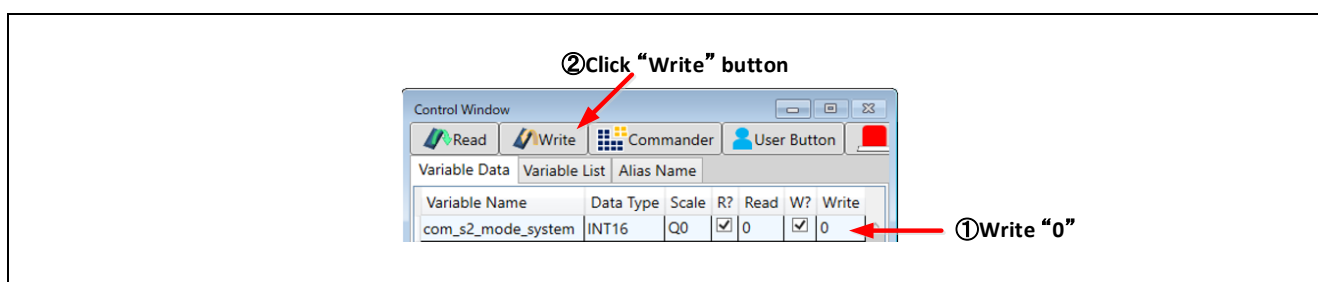 ②Click “Write” button
Control Window
Read Write Commander User Button
Variable Data Variable List Alias Name
Variable Name Data Type Scale R? Read W? Write
com_s2_mode_system INT16 Q0 0 0
①Write “0”